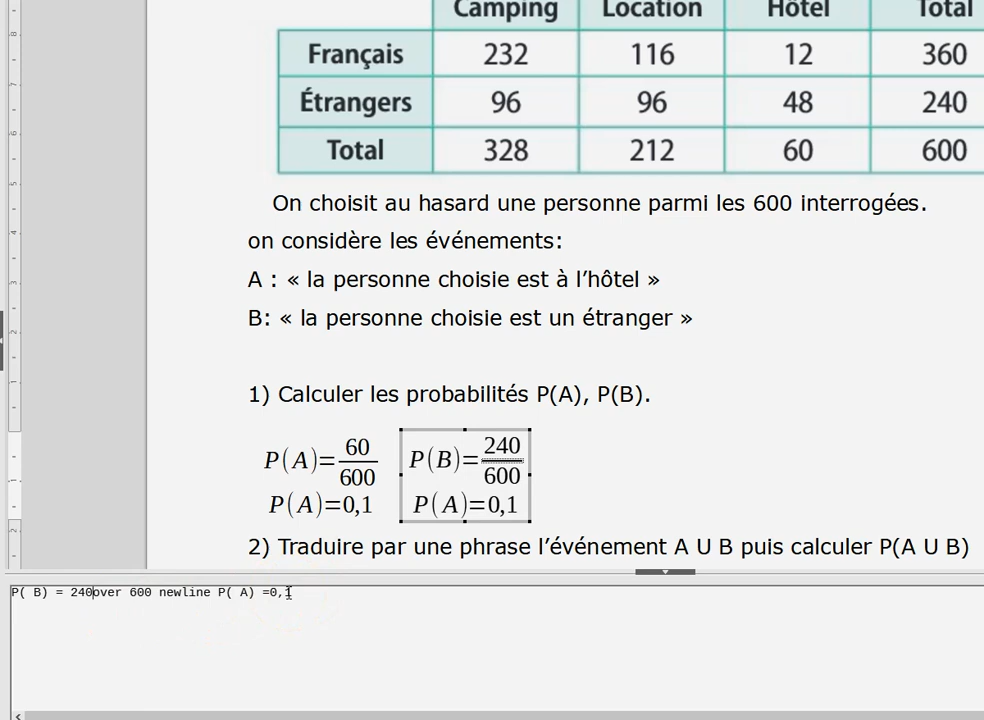 Camping Location Hôtel Total
Français 232 116 12 360
Étrangers 96 96 48 240
Total 328 212 60 600
On choisit au hasard une personne parmi les 600 interrogées.
on considère les événements:
A : « la personne choisie est à l’hôtel »
B: « la personne choisie est un étranger »
1) Calculer les probabilités P(A), P(B).
P(A)=60/600 P(B)=240/600
P(A)=0,1 P(A)=0,1
2) Traduire par une phrase l’événement A U B puis calculer P(A U B)
P( B) = 240over 600 newline P( A) =0,1